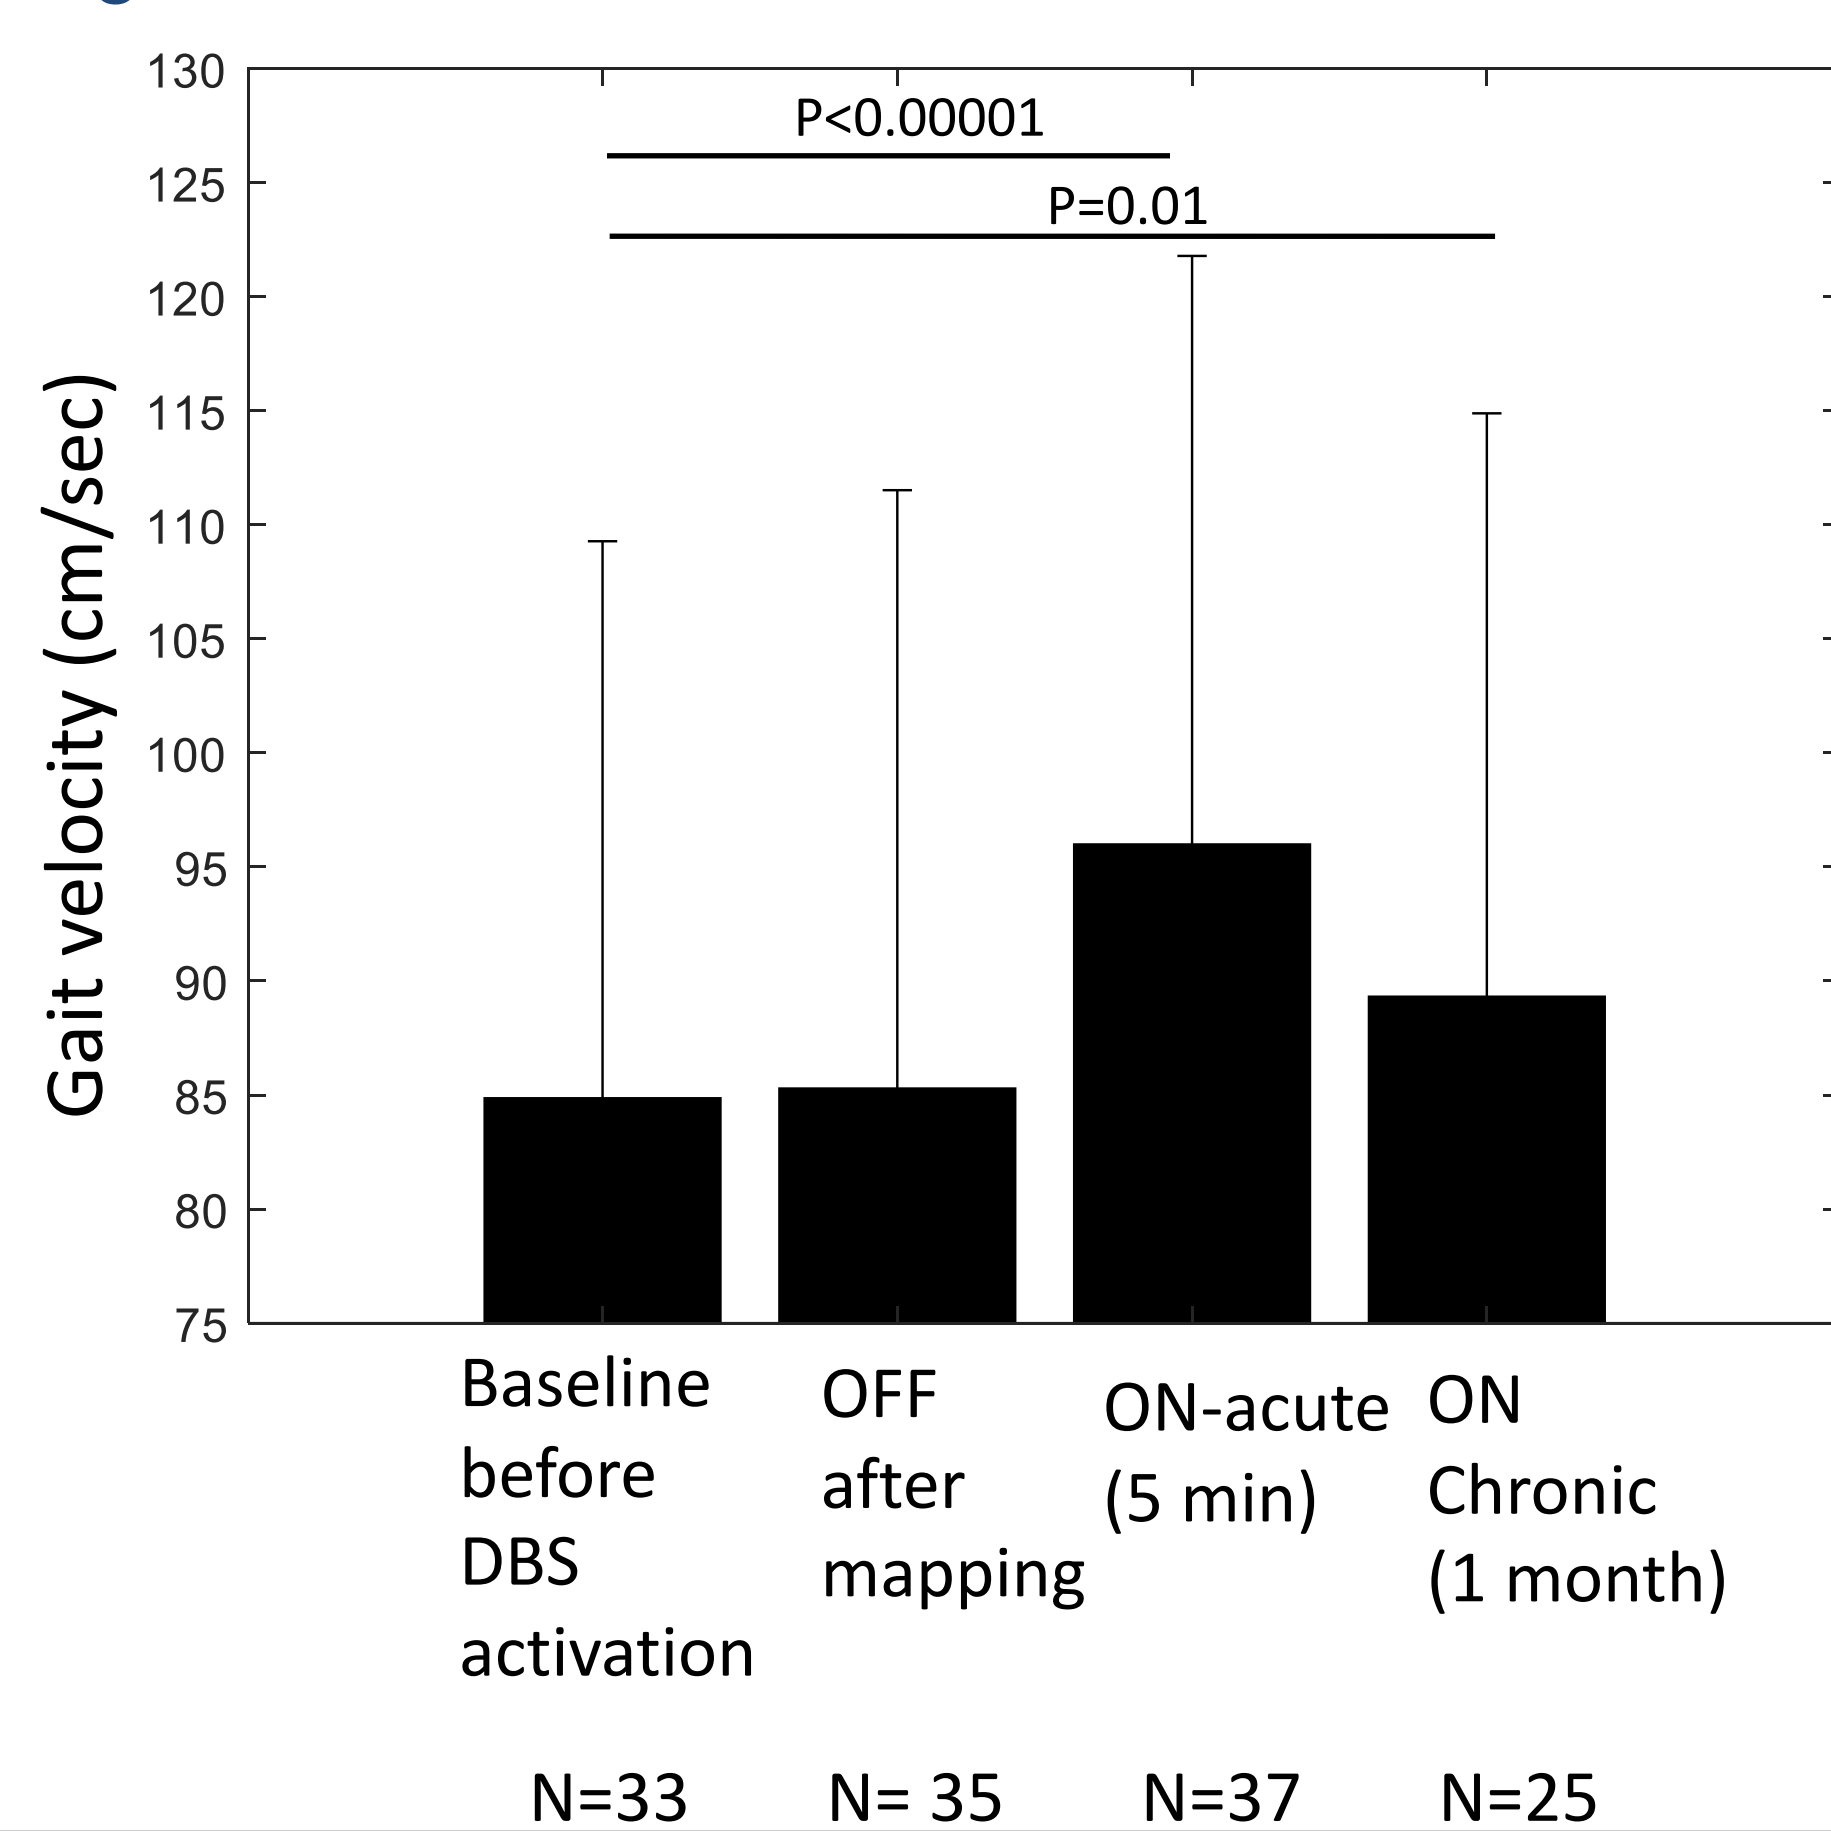 130
P<0.00001
125
P=0.01
120
115
110
105
100
95
90
85
80
75
Gait velocity (cm/sec)
Baseline
before
DBS
activation
OFF
after
mapping
ON-acute
(5 min)
ON
Chronic
(1 month)
N=33
N= 35
N=37
N=25